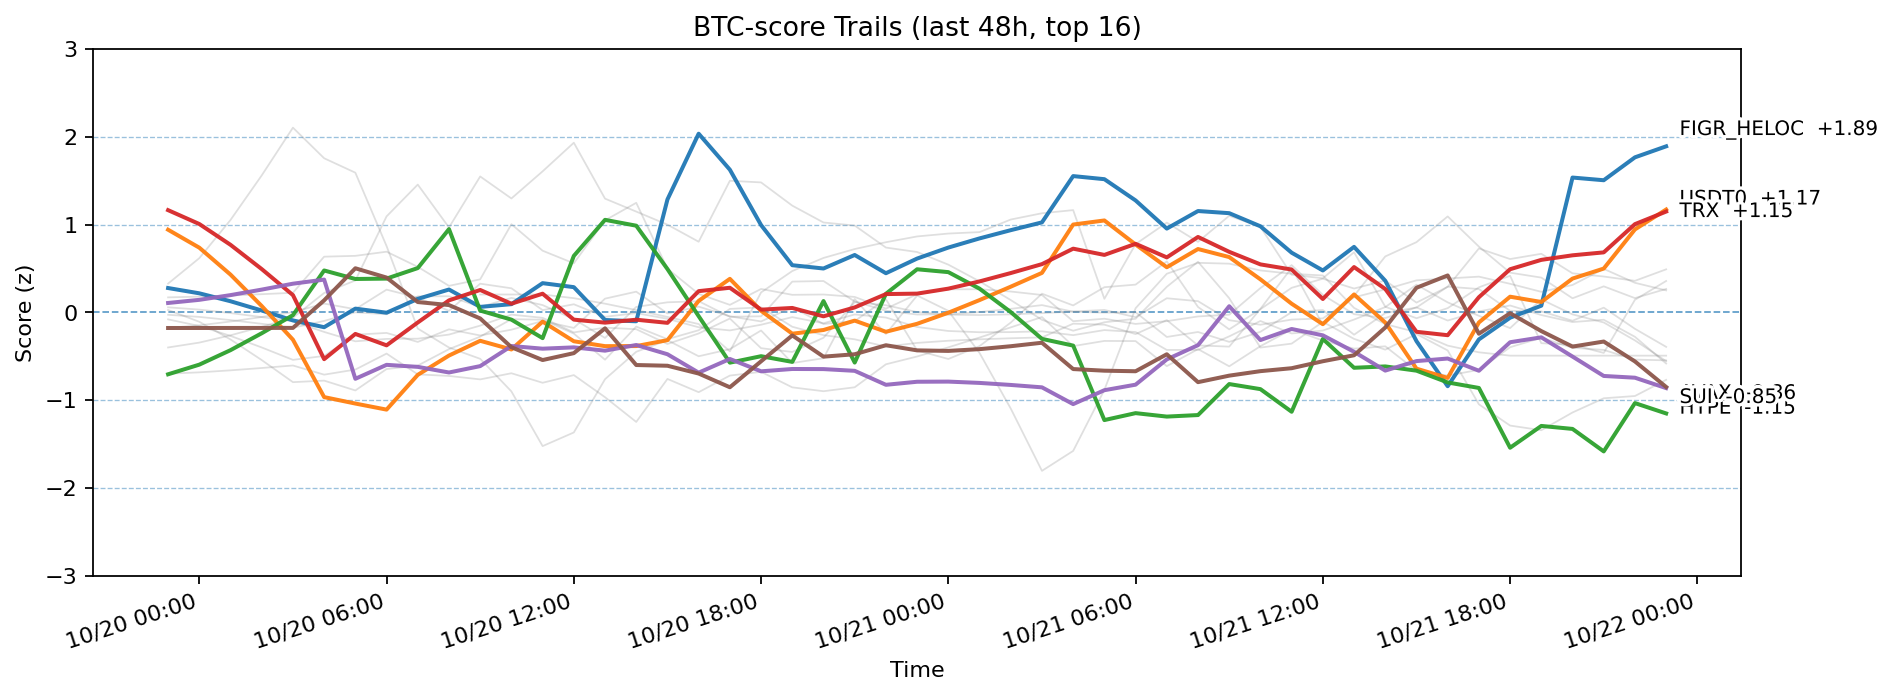 BTC-score Trails (last 48h, top 16)
Score (z)
3
2
1
0
−1
−2
−3
FIGR_HELOC +1.89
USDT0 +1.17
TRX +1.15
SUI -0.85
HYPE -1.15
10/20 00:00
10/20 06:00
10/20 12:00
10/20 18:00
10/21 00:00
10/21 06:00
10/21 12:00
10/21 18:00
10/22 00:00
Time